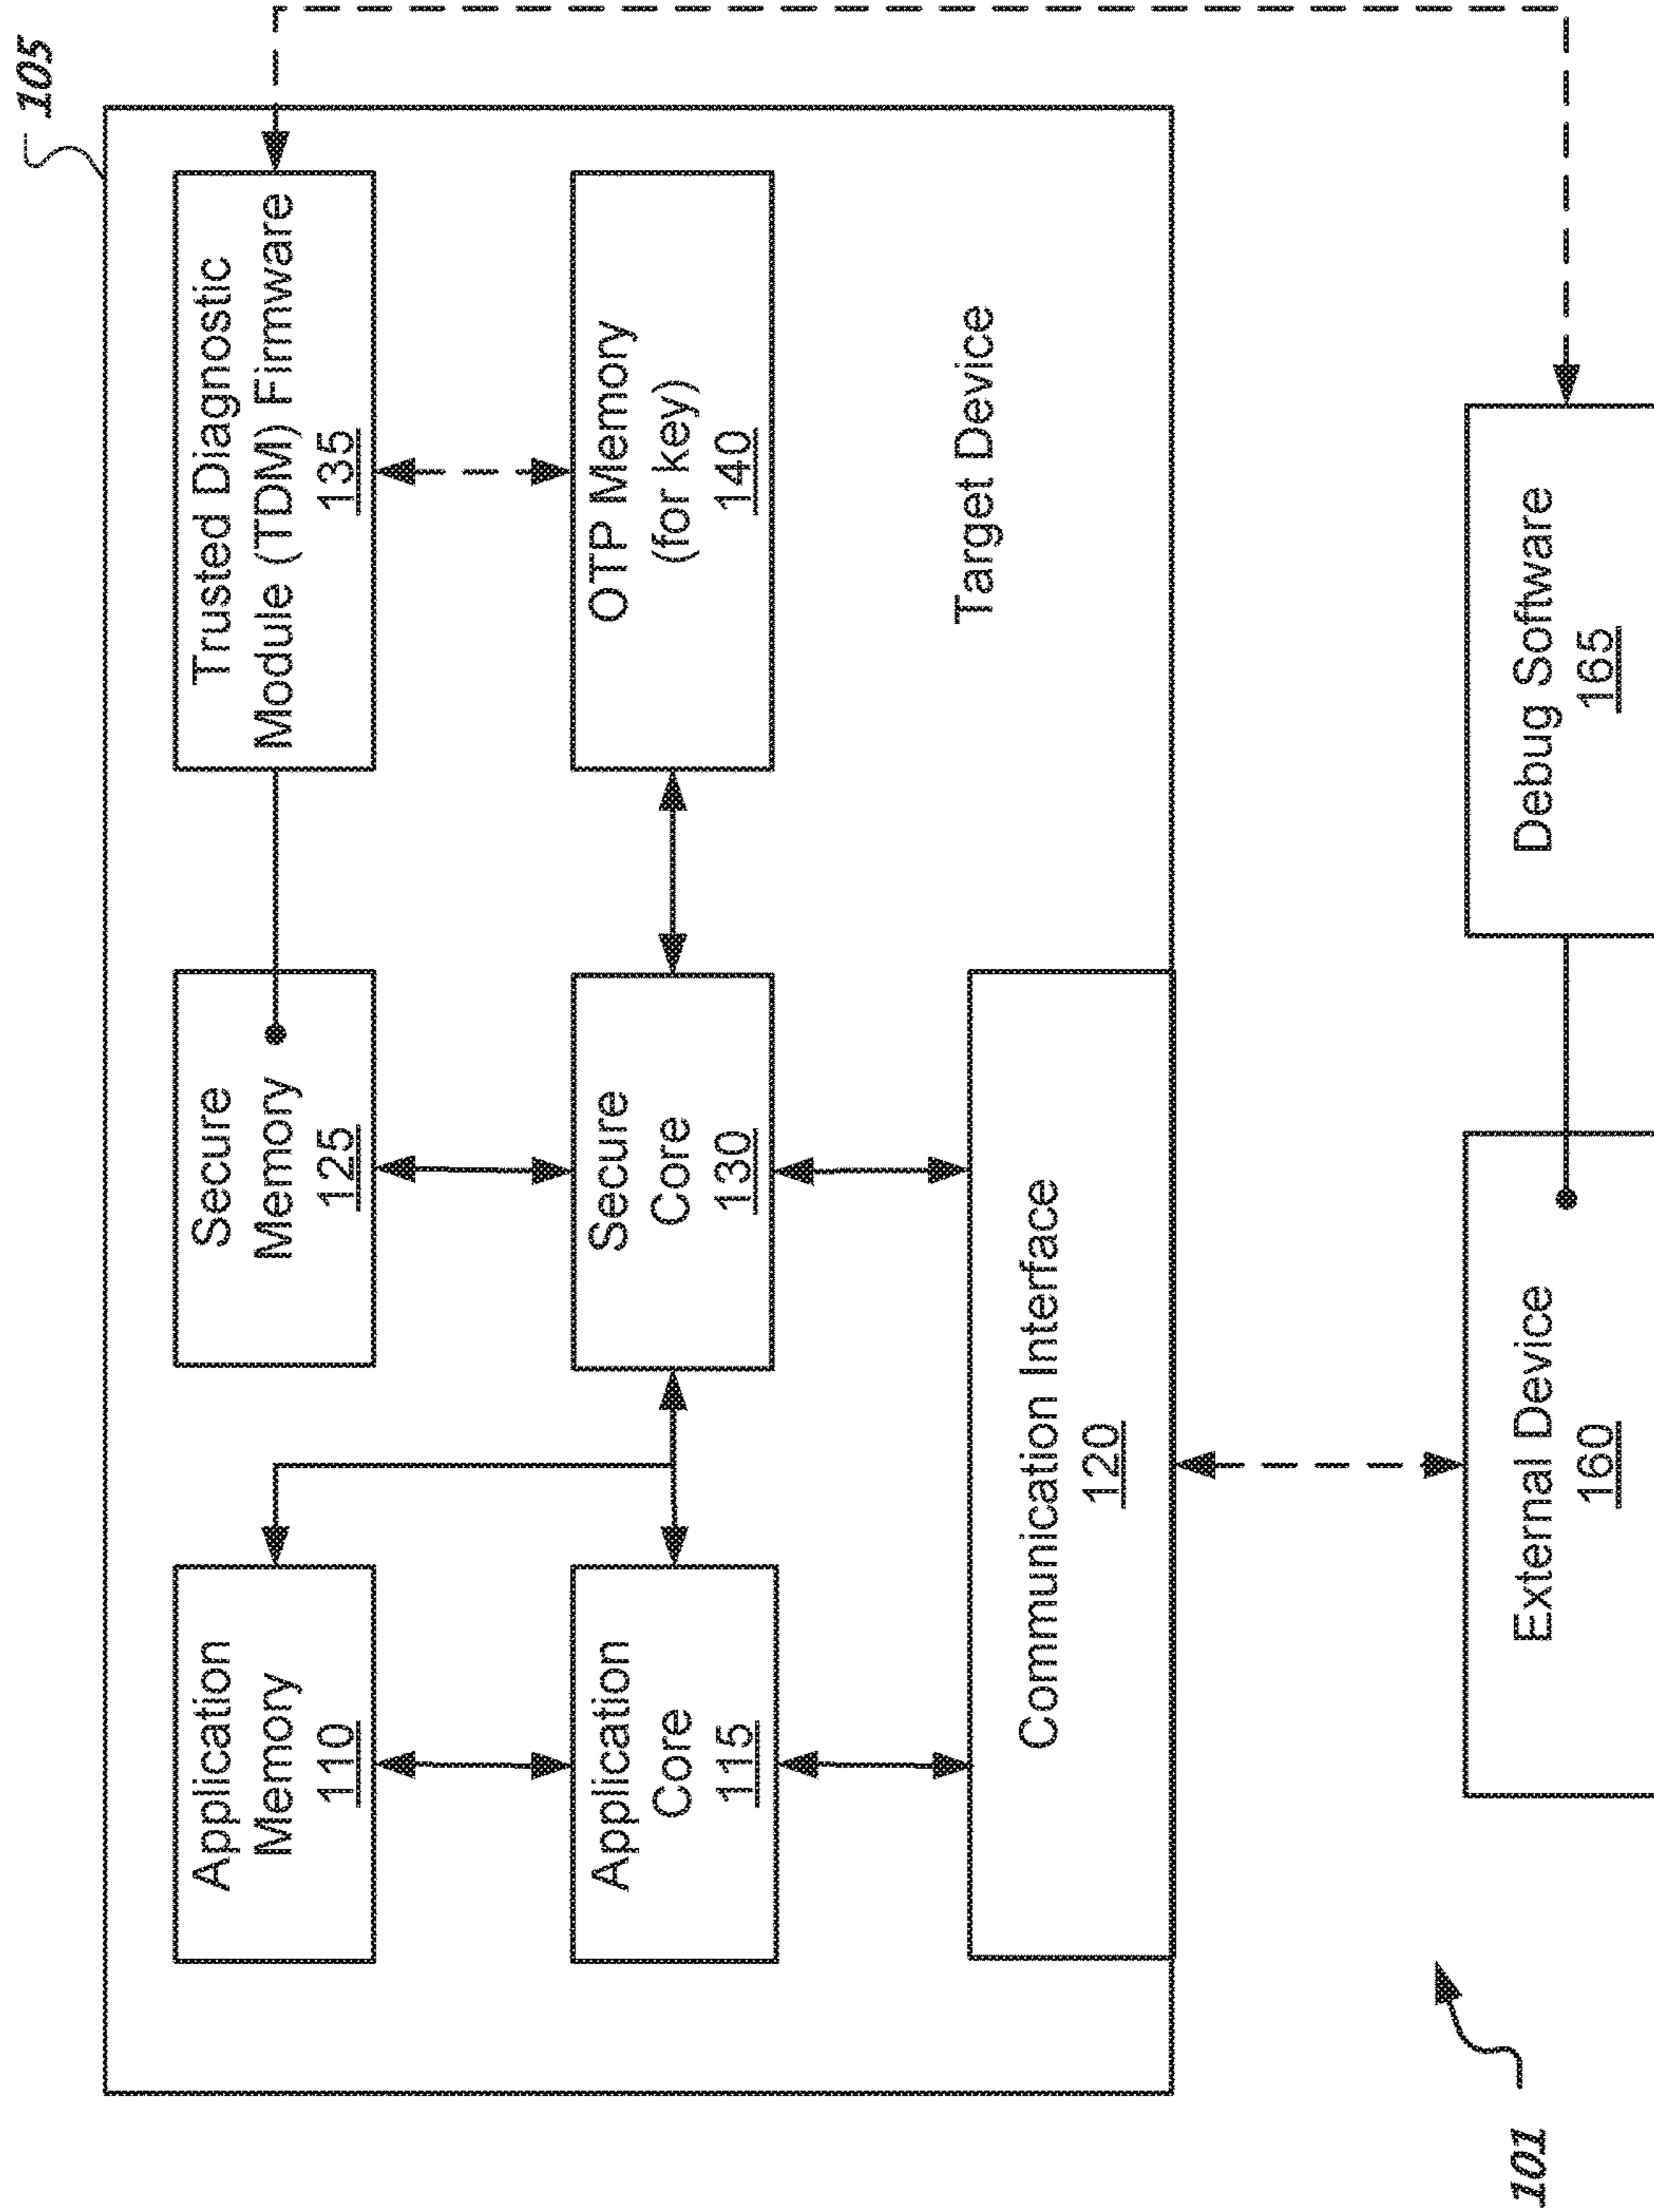 105
Application
Memory
110
Secure
Memory
125
Trusted Diagnostic
Module (TDM) Firmware
135
Application
Core
115
Secure
Core
130
OTP Memory
(for key)
140
Communication Interface
120
Target Device
External Device
160
Debug Software
165
101